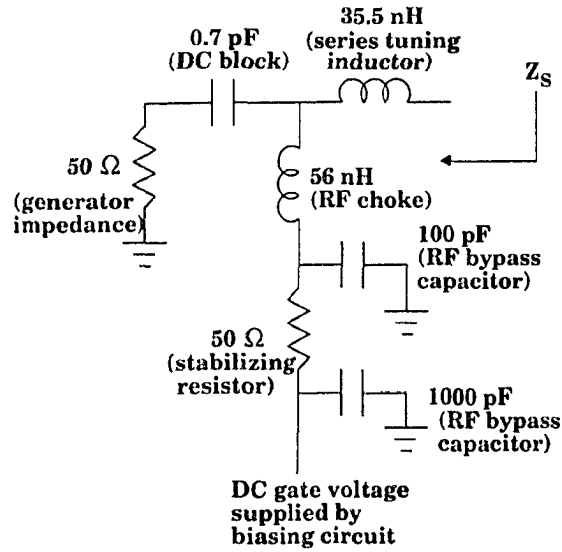 35.5 nH
(series tuning
inductor)
0.7 pF
(DC block)
Z_S
50 Ω
(generator
impedance)
56 nH
(RF choke)
100 pF
(RF bypass
capacitor)
50 Ω
(stabilizing
resistor)
1000 pF
(RF bypass
capacitor)
DC gate voltage
supplied by
biasing circuit